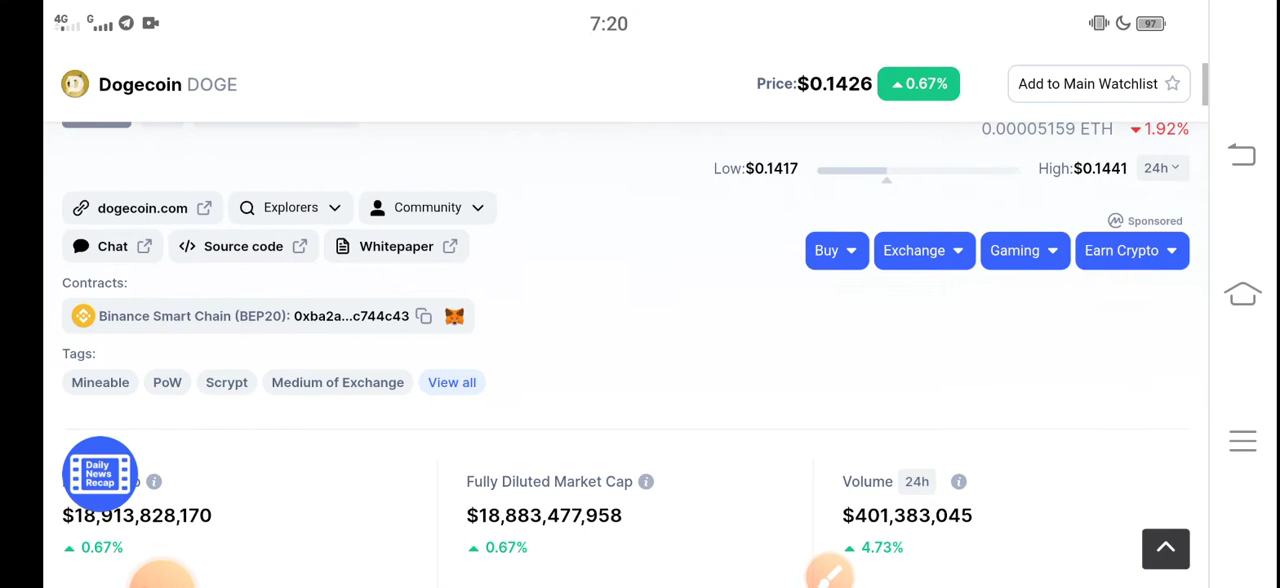 4G G 7:20 97
Dogecoin DOGE Price:$0.1426 0.67% Add to Main Watchlist
0.00005159 ETH 1.92%
Low:$0.1417 High:$0.1441 24h
dogecoin.com Explorers Community
Sponsored
Chat Source code Whitepaper
Buy Exchange Gaming Earn Crypto
Contracts:
Binance Smart Chain (BEP20): 0xba2a...c744c43
Tags:
Mineable PoW Scrypt Medium of Exchange View all
Daily
News
Recap
Fully Diluted Market Cap Volume 24h
$18,913,828,170 $18,883,477,958 $401,383,045
0.67% 0.67% 4.73%